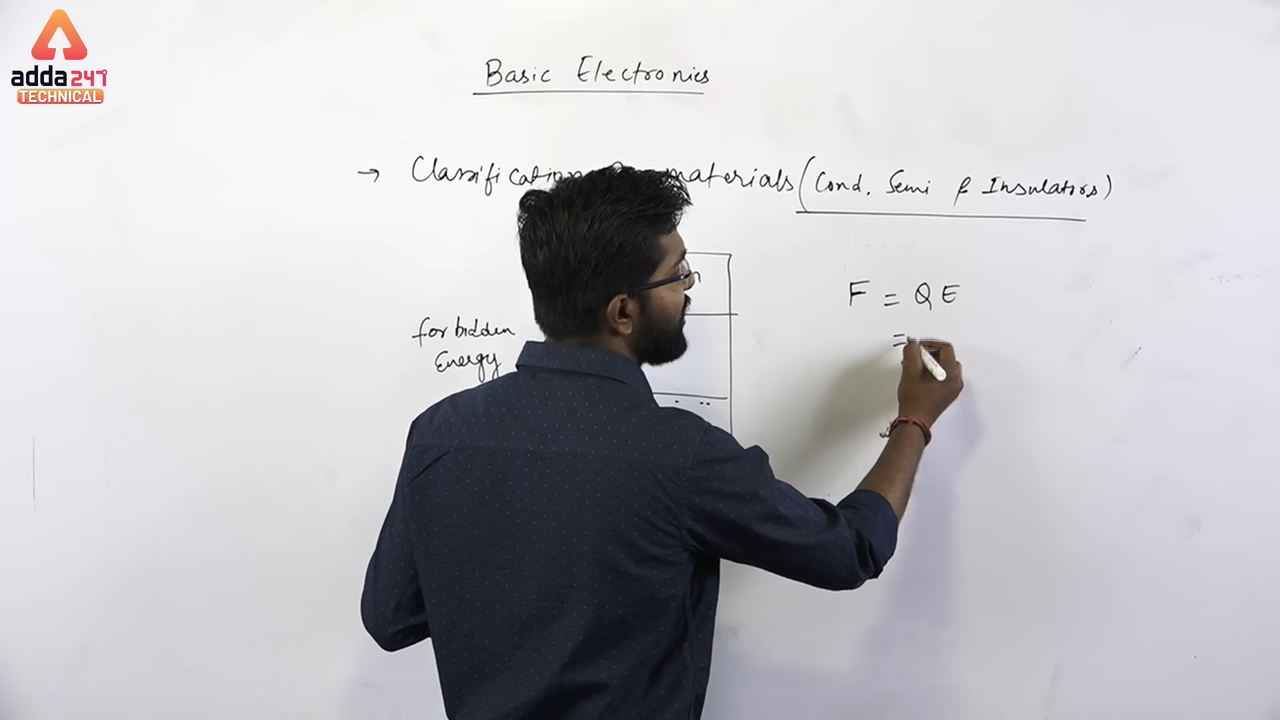 adda247
TECHNICAL
Basic Electronics
→ Classification materials (Cond. Semi & Insulators)
F = QE
=
forbidden
Energy